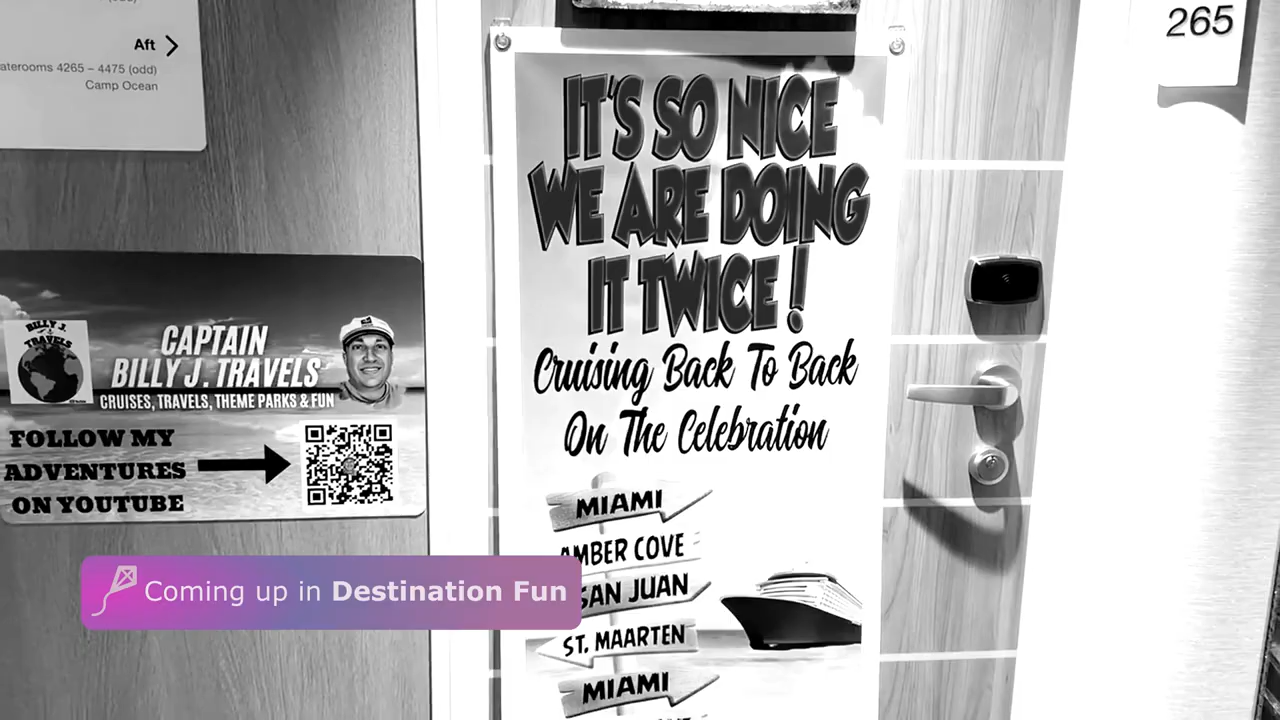 Aft
aterooms 4265 – 4475 (odd)
Camp Ocean
265
IT'S SO NICE
WE ARE DOING
IT TWICE!
Cruising Back To Back
On The Celebration
BILLY J.
TRAVELS
CAPTAIN
BILLY J. TRAVELS
CRUISES, TRAVELS, THEME PARKS & FUN
FOLLOW MY
ADVENTURES
ON YOUTUBE
MIAMI
AMBER COVE
SAN JUAN
ST. MAARTEN
MIAMI
Coming up in Destination Fun